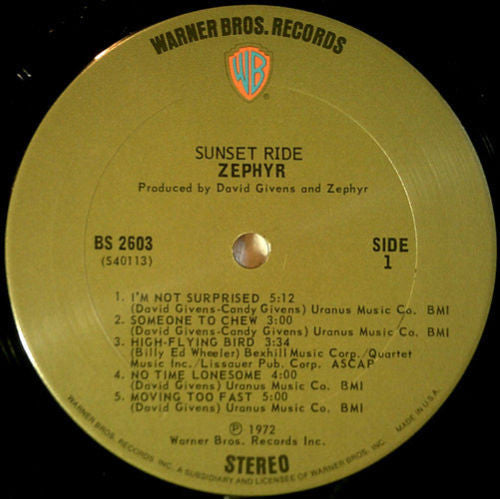 WARNER BROS. RECORDS
WB
®
SUNSET RIDE
ZEPHYR
Produced by David Givens and Zephyr
BS 2603
(S40113)
SIDE
1
1. I'M NOT SURPRISED 5:12
(David Givens-Candy Givens) Uranus Music Co. BMI
2. SOMEONE TO CHEW 3:00
(David Givens-Candy Givens) Uranus Music Co. BMI
3. HIGH-FLYING BIRD 3:34
(Billy Ed Wheeler) Bexhill Music Corp./Quartet
Music Inc./Lissauer Pub. Corp. ASCAP
4. NO TIME LONESOME 4:00
(David Givens) Uranus Music Co. BMI
5. MOVING TOO FAST 5:00
(David Givens) Uranus Music Co. BMI
Ⓟ 1972
Warner Bros. Records Inc.
STEREO
WARNER BROS. RECORDS INC. A SUBSIDIARY AND LICENSEE OF WARNER BROS. INC. MADE IN U.S.A.